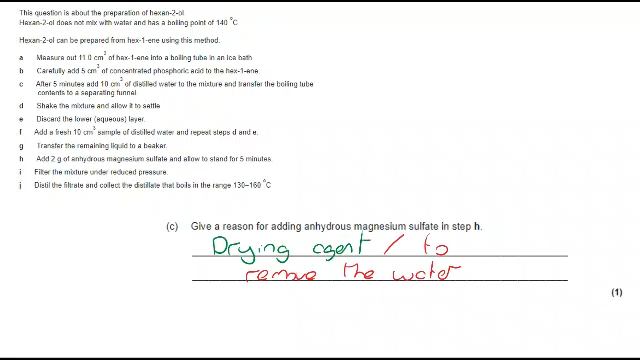 This question is about the preparation of hexan-2-ol
Hexan-2-ol does not mix with water and has a boiling point of 140 °C
Hexan-2-ol can be prepared from hex-1-ene using this method.
a Measure out 11.0 cm³ of hex-1-ene into a boiling tube in an ice bath
b Carefully add 5 cm³ of concentrated phosphoric acid to the hex-1-ene.
c After 5 minutes add 10 cm³ of distilled water to the mixture and transfer the boiling tube
contents to a separating funnel
d Shake the mixture and allow it to settle
e Discard the lower (aqueous) layer.
f Add a fresh 10 cm³ sample of distilled water and repeat steps d and e.
g Transfer the remaining liquid to a beaker.
h Add 2 g of anhydrous magnesium sulfate and allow to stand for 5 minutes.
i Filter the mixture under reduced pressure.
j Distil the filtrate and collect the distillate that boils in the range 130–160 °C
(c) Give a reason for adding anhydrous magnesium sulfate in step h.
Drying agent / to
remove the water
(1)